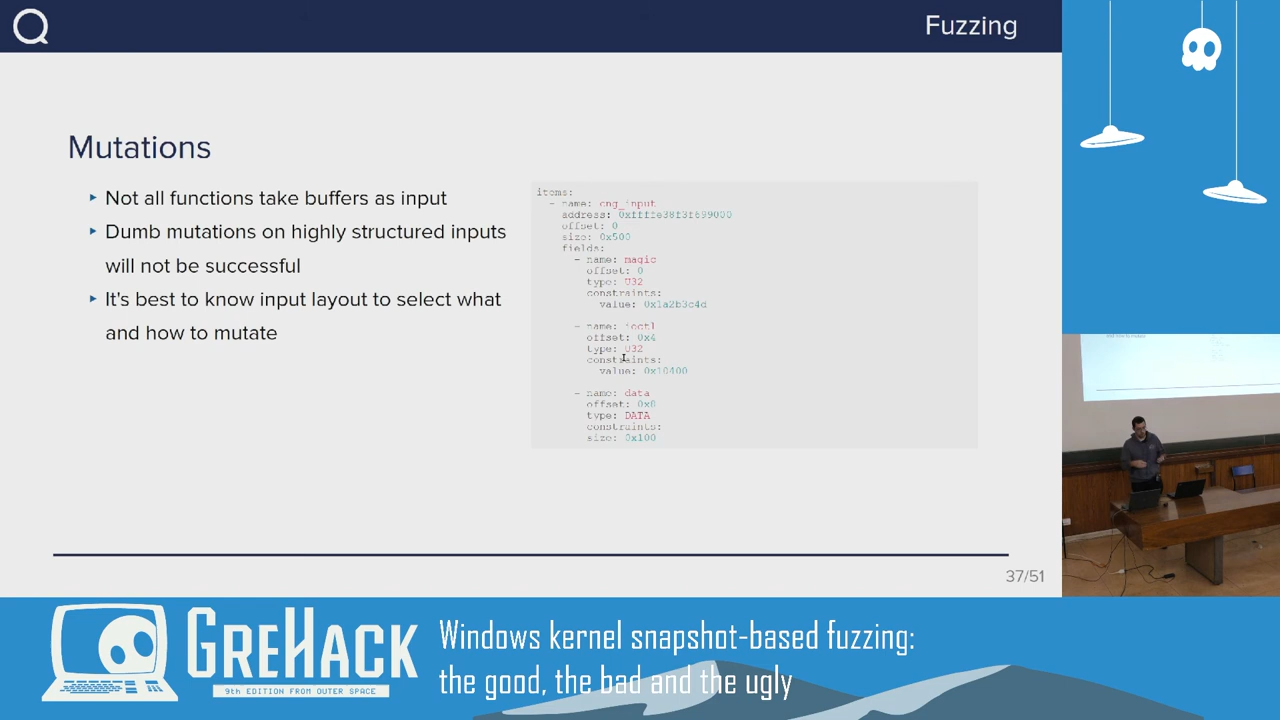 Fuzzing
Mutations
Not all functions take buffers as input
Dumb mutations on highly structured inputs
will not be successful
It's best to know input layout to select what
and how to mutate
items:
- name: cng_input
address: 0xffffe38f3f699000
offset: 0
size: 0x500
fields:
- name: magic
offset: 0
type: U32
constraints:
value: 0x1a2b3c4d
- name: ioctl
offset: 0x4
type: U32
constraints:
value: 0x10400
- name: data
offset: 0x0
type: DATA
constraints:
size: 0x100
37/51
GREHACK
9TH EDITION FROM OUTER SPACE
Windows kernel snapshot-based fuzzing:
the good, the bad and the ugly